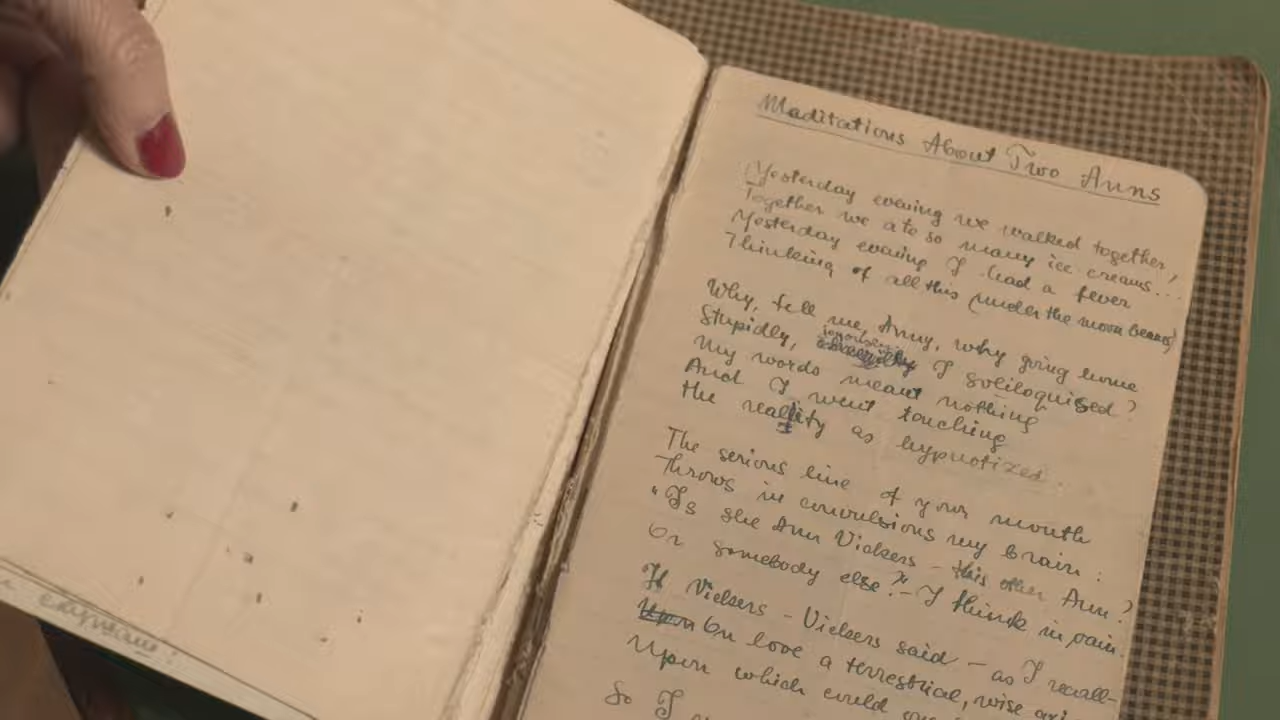 Maditations About Two Anns
Yesterday evening we walked together,
Together we ate so many ice creams...
Yesterday evening I had a fever
Thinking of all this (under the moon beams)
Why, tell me, Anny, why going home
Stupidly, I soliloquised?
My words meant nothing
And I went touching
the reality as hypnotized.
The serious line of your mouth
Throws in convulsions my brain:
"Is she Ann Vickers - this other Ann?
Or somebody else?" - I think in pain.
If Vickers - Vickers said - as I recall-
On love a terrestrial, wise
Upon which could
So I